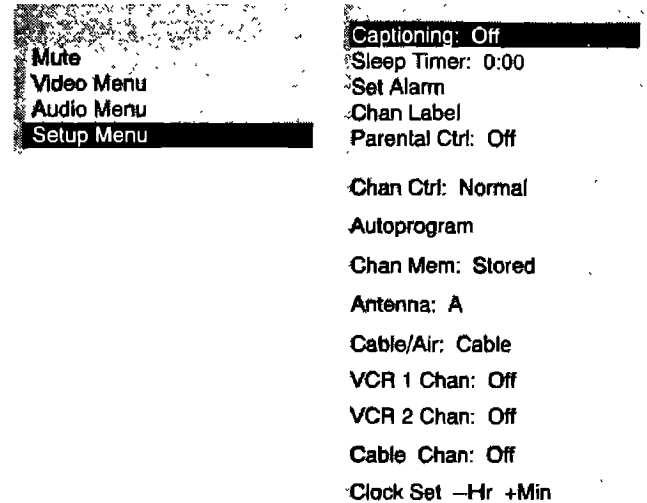 Mute
Video Menu
Audio Menu
Setup Menu
Captioning: Off
Sleep Timer: 0:00
Set Alarm
Chan Label
Parental Ctrl: Off
Chan Ctrl: Normal
Autoprogram
Chan Mem: Stored
Antenna: A
Cable/Air: Cable
VCR 1 Chan: Off
VCR 2 Chan: Off
Cable Chan: Off
Clock Set –Hr +Min